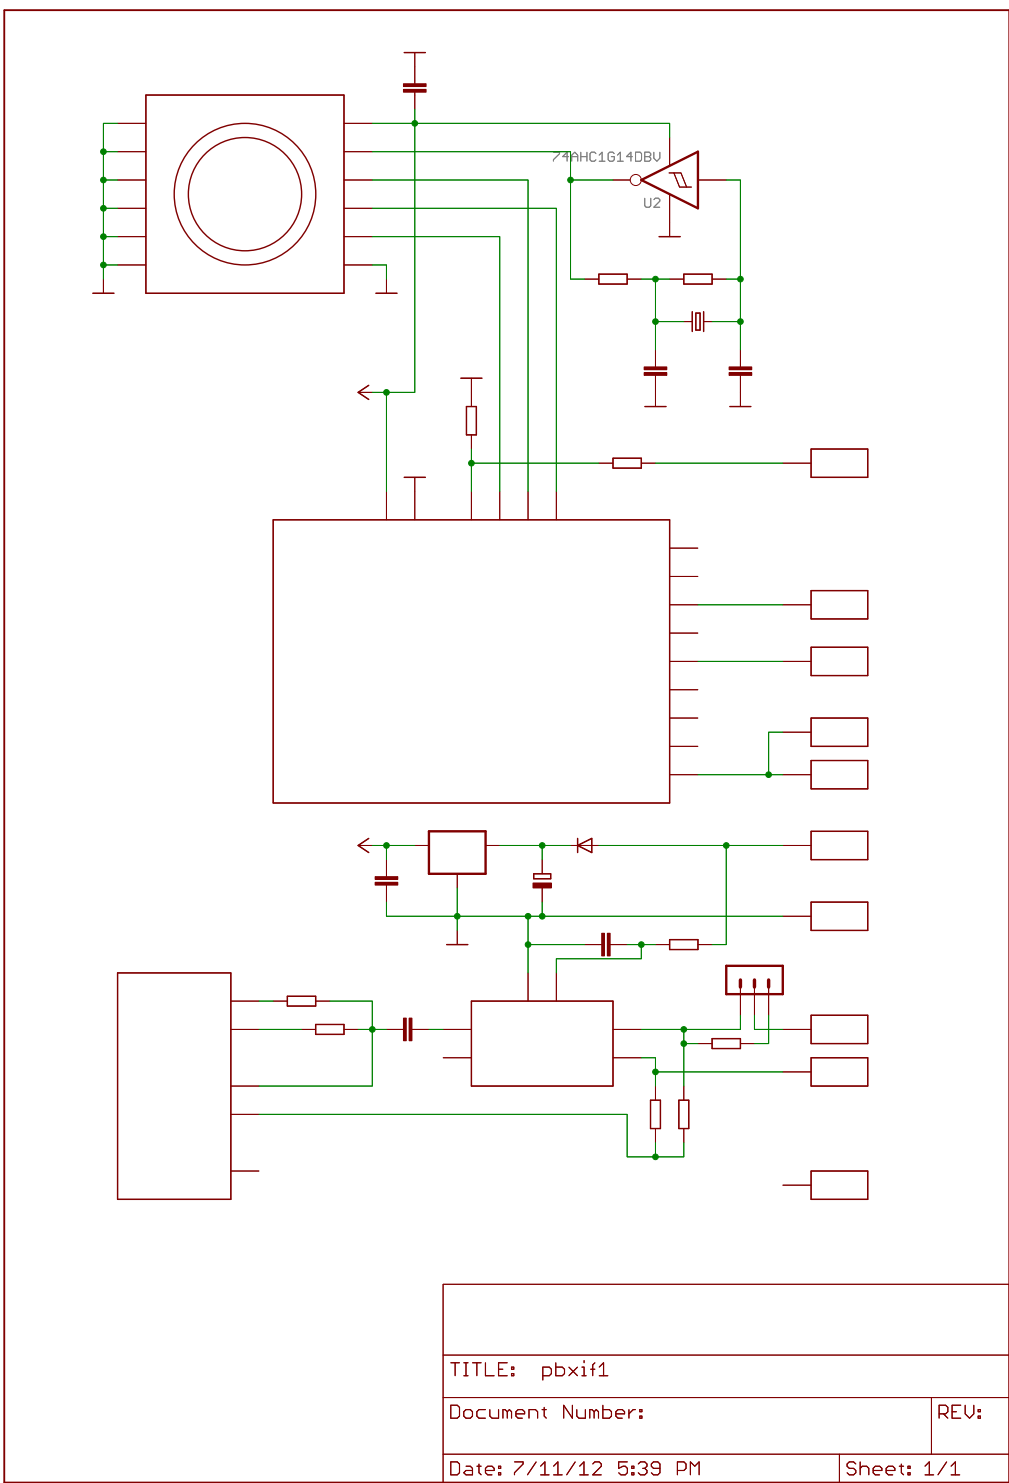 74AHC1G14DBV
U2
TITLE: pbxif1
Document Number:
REV:
Date: 7/11/12 5:39 PM
Sheet: 1/1